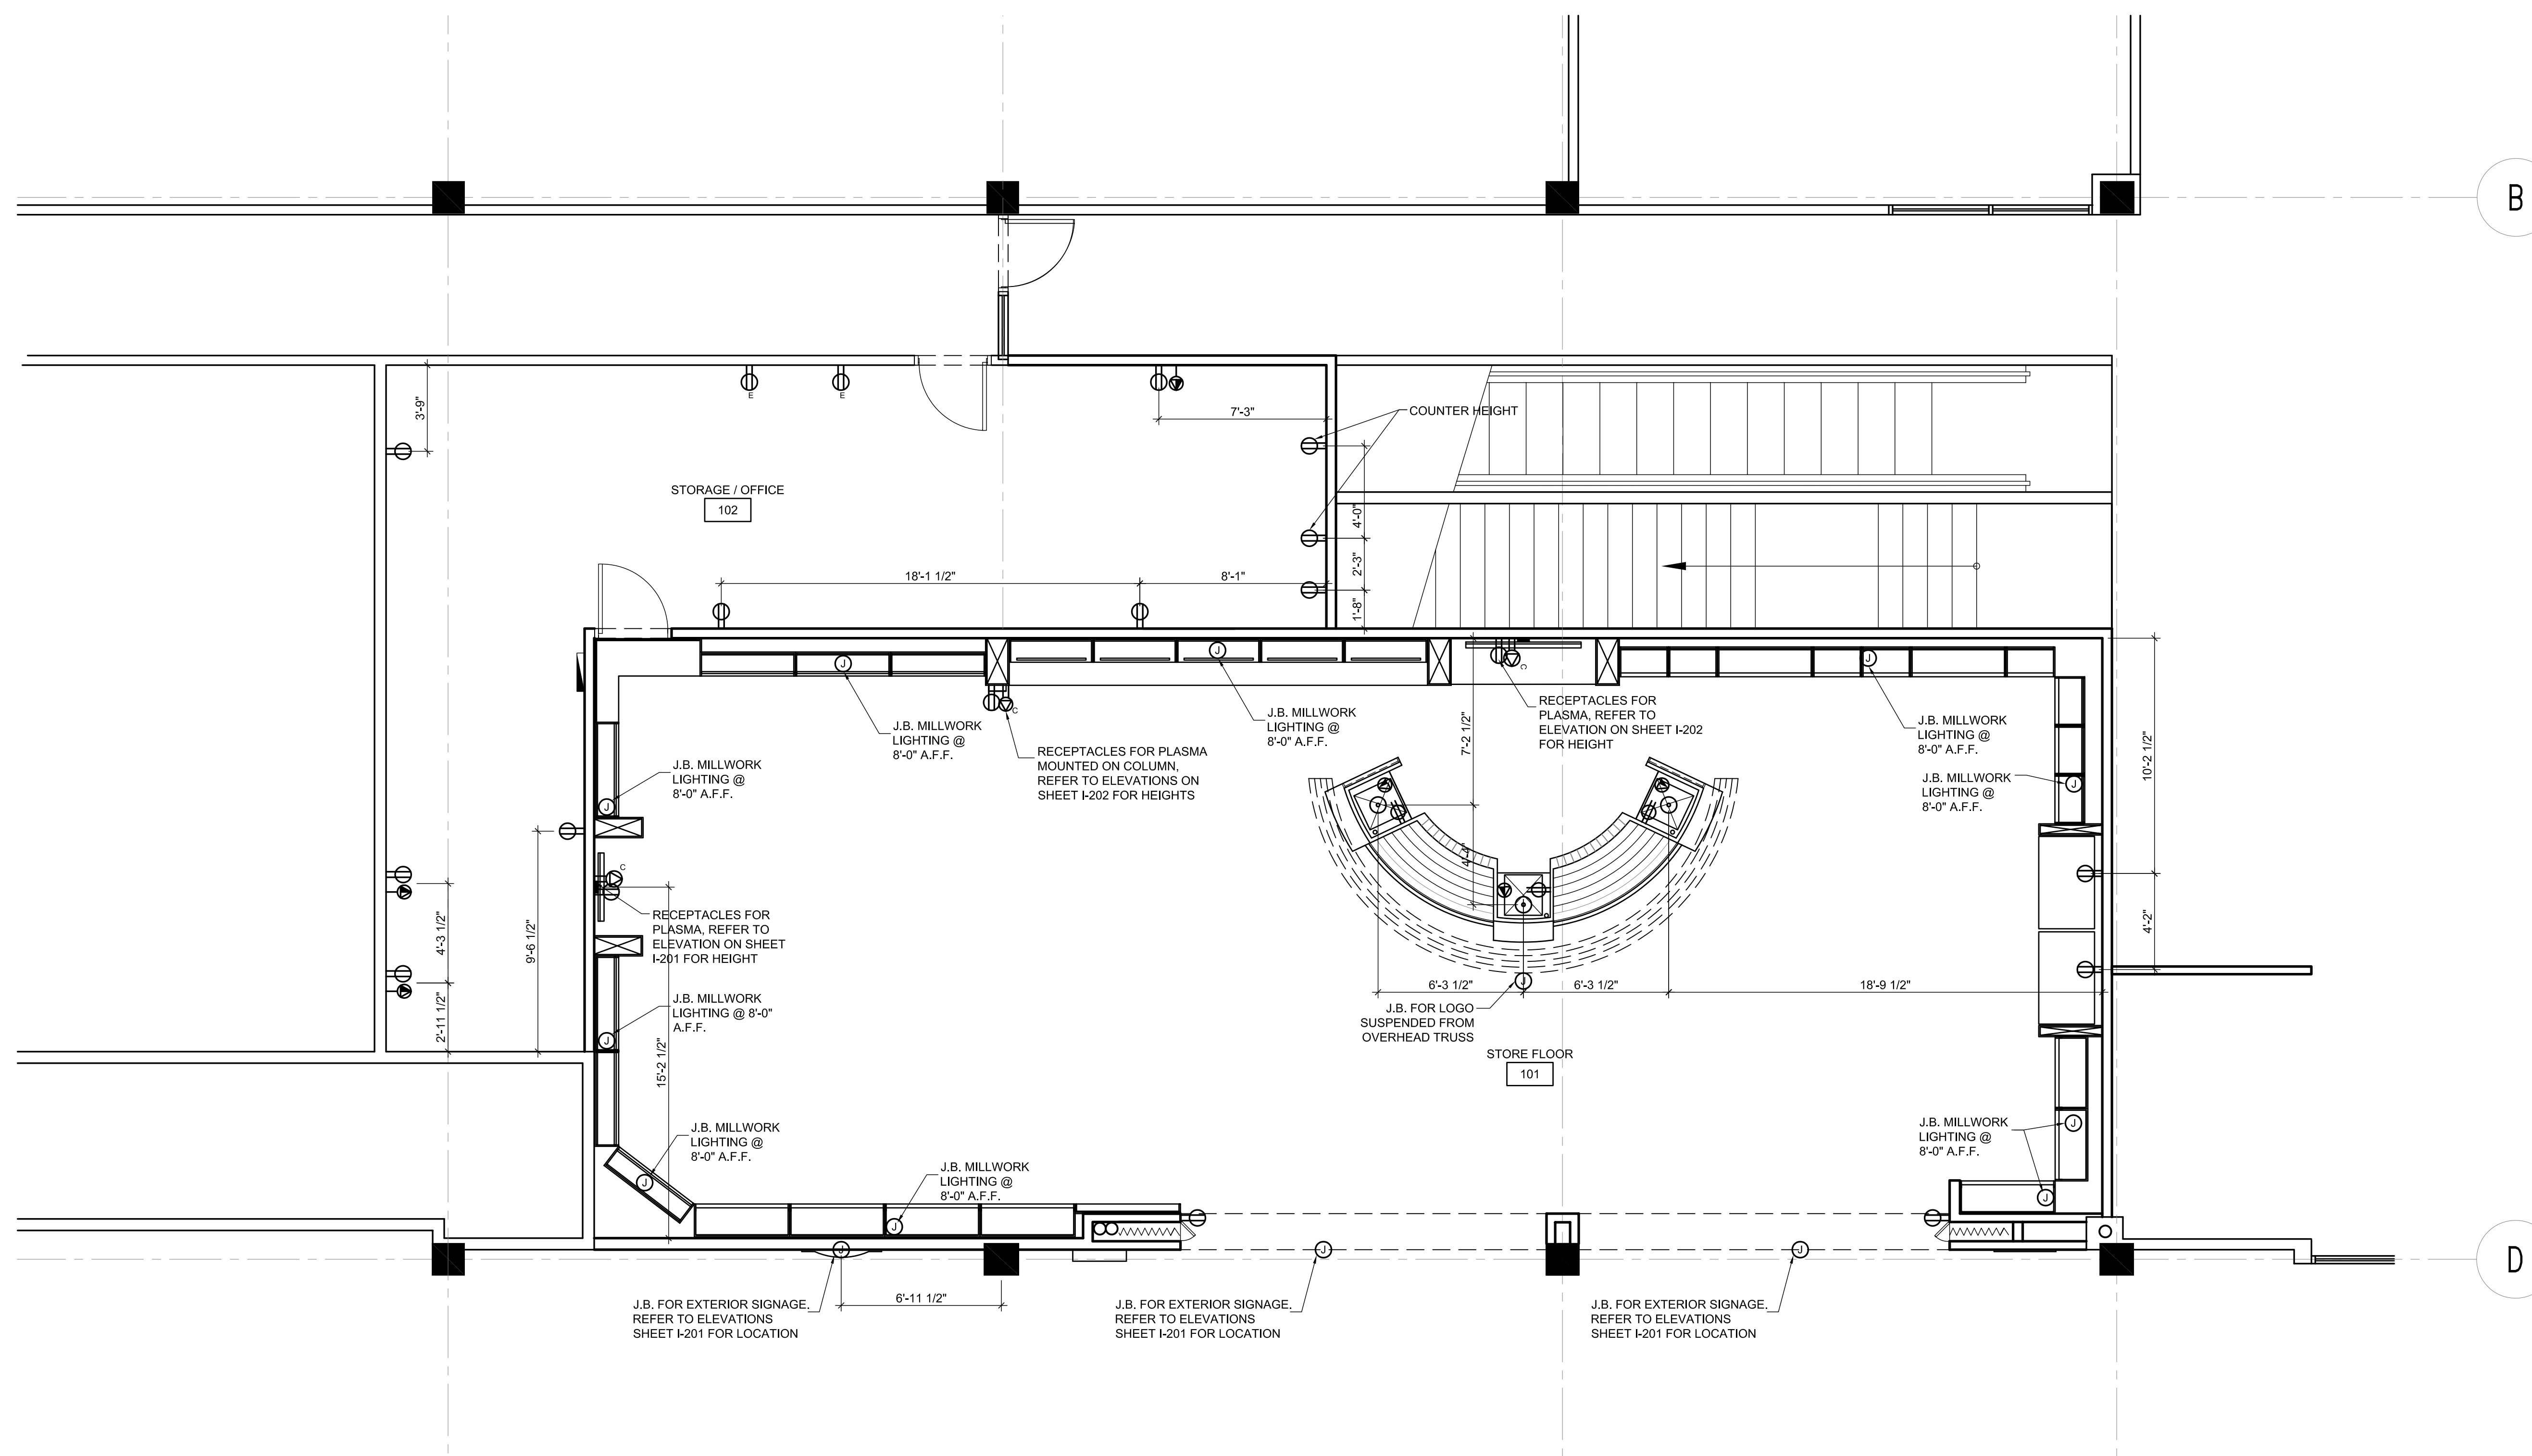 B
3'-9"
E
E
7'-3"
COUNTER HEIGHT
STORAGE / OFFICE
102
4'-0"
2'-3"
1'-8"
18'-1 1/2"
8'-1"
C
C
J
J
J
J.B. MILLWORK
LIGHTING @
8'-0" A.F.F.
J.B. MILLWORK
LIGHTING @
8'-0" A.F.F.
RECEPTACLES FOR
PLASMA, REFER TO
ELEVATION ON SHEET I-202
FOR HEIGHT
J.B. MILLWORK
LIGHTING @
8'-0" A.F.F.
7'-2 1/2"
10'-2 1/2"
RECEPTACLES FOR PLASMA
MOUNTED ON COLUMN,
REFER TO ELEVATIONS ON
SHEET I-202 FOR HEIGHTS
J.B. MILLWORK
LIGHTING @
8'-0" A.F.F.
J
J.B. MILLWORK
LIGHTING @
8'-0" A.F.F.
J
C
4'-2"
RECEPTACLES FOR
PLASMA, REFER TO
ELEVATION ON SHEET
I-201 FOR HEIGHT
4'-3 1/2"
9'-6 1/2"
2'-11 1/2"
15'-2 1/2"
6'-3 1/2"
6'-3 1/2"
18'-9 1/2"
J
J.B. FOR LOGO
SUSPENDED FROM
OVERHEAD TRUSS
J.B. MILLWORK
LIGHTING @ 8'-0"
A.F.F.
J
STORE FLOOR
101
J.B. MILLWORK
LIGHTING @
8'-0" A.F.F.
J
J.B. MILLWORK
LIGHTING @
8'-0" A.F.F.
J
J
J.B. MILLWORK
LIGHTING @
8'-0" A.F.F.
J
J
J
J
D
6'-11 1/2"
J.B. FOR EXTERIOR SIGNAGE.
REFER TO ELEVATIONS
SHEET I-201 FOR LOCATION
J.B. FOR EXTERIOR SIGNAGE.
REFER TO ELEVATIONS
SHEET I-201 FOR LOCATION
J.B. FOR EXTERIOR SIGNAGE.
REFER TO ELEVATIONS
SHEET I-201 FOR LOCATION